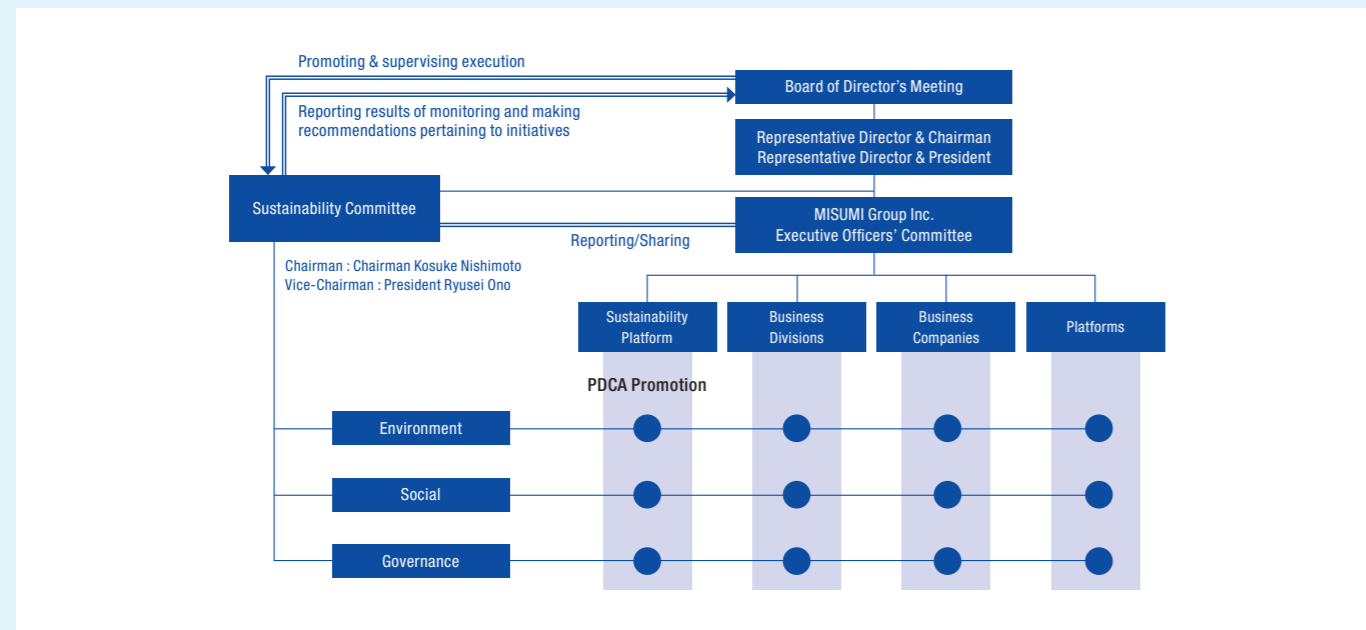 Promoting & supervising execution
Board of Director's Meeting
Reporting results of monitoring and making
recommendations pertaining to initiatives
Representative Director & Chairman
Representative Director & President
Sustainability Committee
MISUMI Group Inc.
Executive Officers' Committee
Reporting/Sharing
Chairman : Chairman Kosuke Nishimoto
Vice-Chairman : President Ryusei Ono
Sustainability
Platform
Business
Divisions
Business
Companies
Platforms
PDCA Promotion
Environment
Social
Governance